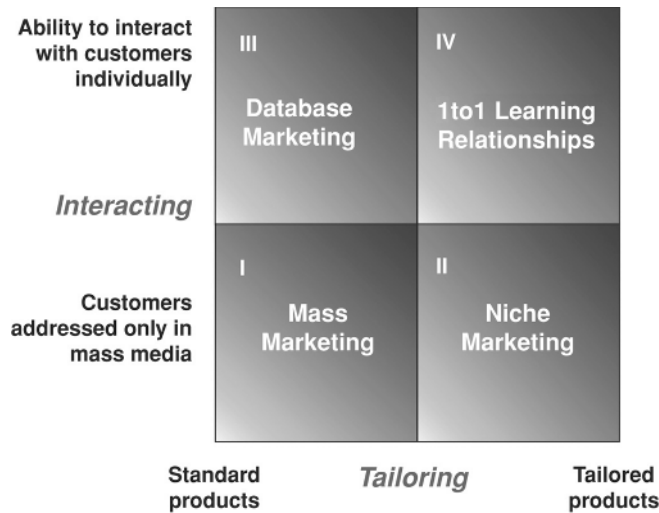 Ability to interact
with customers
individually
III
Database
Marketing
IV
1to1 Learning
Relationships
Interacting
Customers
addressed only in
mass media
I
Mass
Marketing
II
Niche
Marketing
Standard
products
Tailoring
Tailored
products